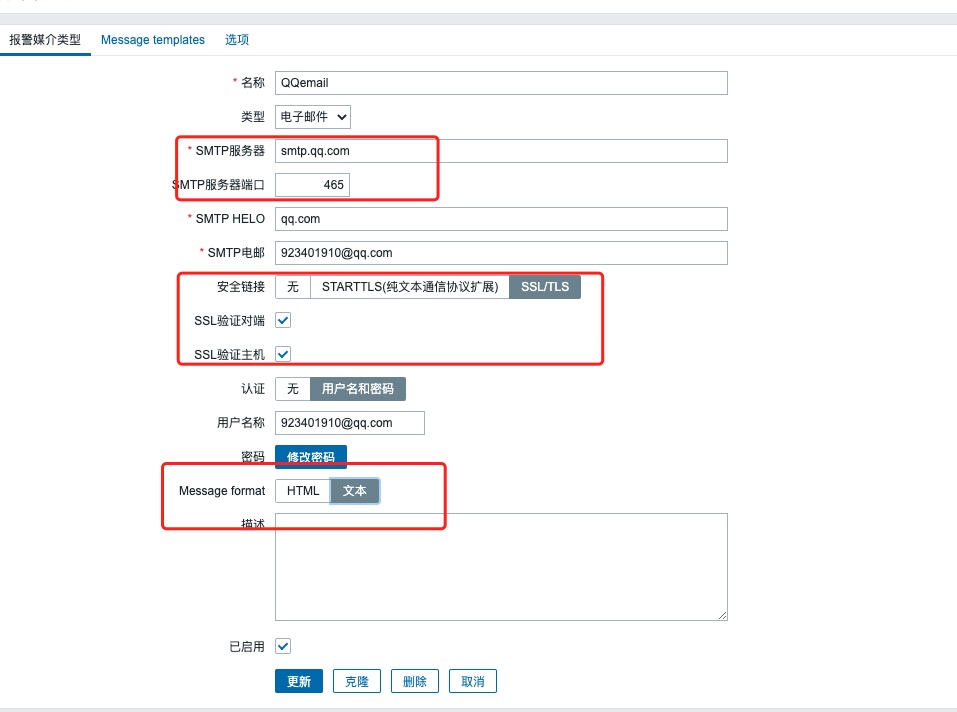 报警媒介类型 Message templates 选项
* 名称 QQemail
类型 电子邮件
* SMTP服务器 smtp.qq.com
SMTP服务器端口 465
* SMTP HELO qq.com
* SMTP电邮 923401910@qq.com
安全链接 无 STARTTLS(纯文本通信协议扩展) SSL/TLS
SSL验证对端
SSL验证主机
认证 无 用户名和密码
用户名称 923401910@qq.com
密码 修改密码
Message format HTML 文本
描述
已启用
更新 克隆 删除 取消